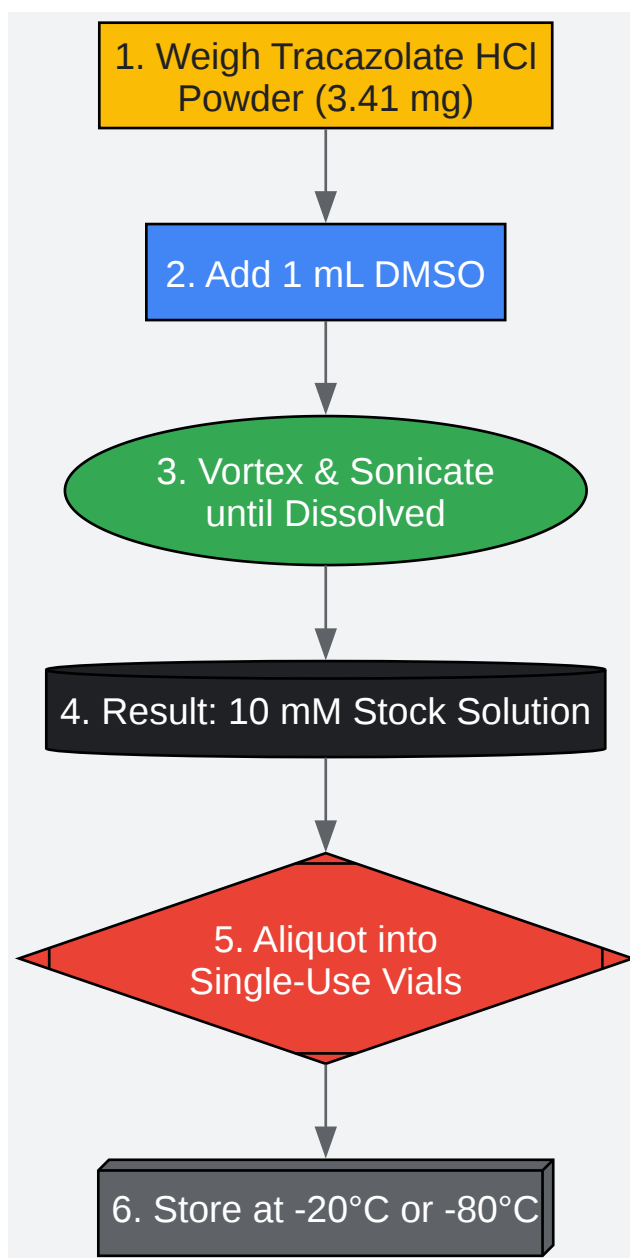 1. Weigh Tracazolate HCl
Powder (3.41 mg)
2. Add 1 mL DMSO
3. Vortex & Sonicate
until Dissolved
4. Result: 10 mM Stock Solution
5. Aliquot into
Single-Use Vials
6. Store at -20°C or -80°C